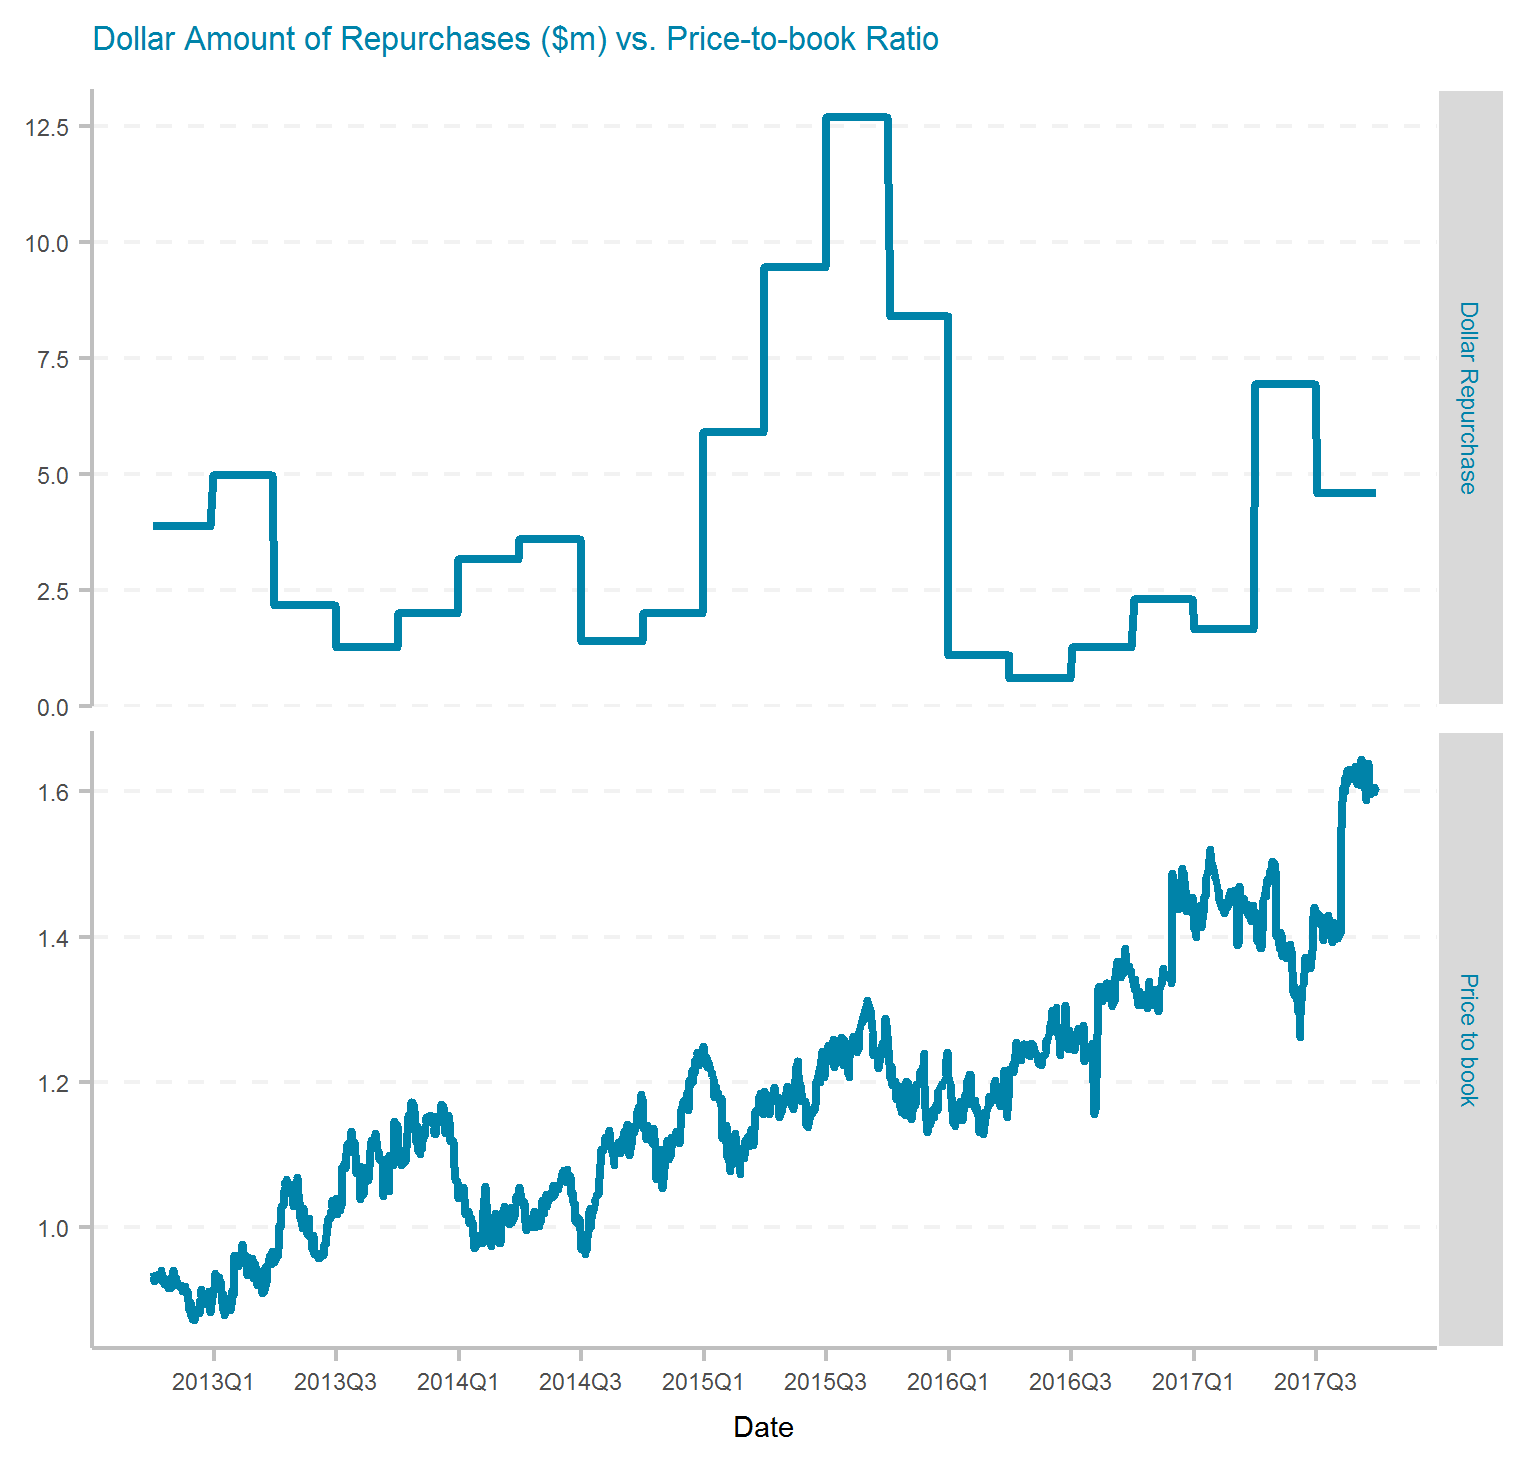 Dollar Amount of Repurchases ($m) vs. Price-to-book Ratio
12.5
10.0
7.5
5.0
2.5
0.0
Dollar Repurchase
1.6
1.4
1.2
1.0
Price to book
2013Q1 2013Q3 2014Q1 2014Q3 2015Q1 2015Q3 2016Q1 2016Q3 2017Q1 2017Q3
Date